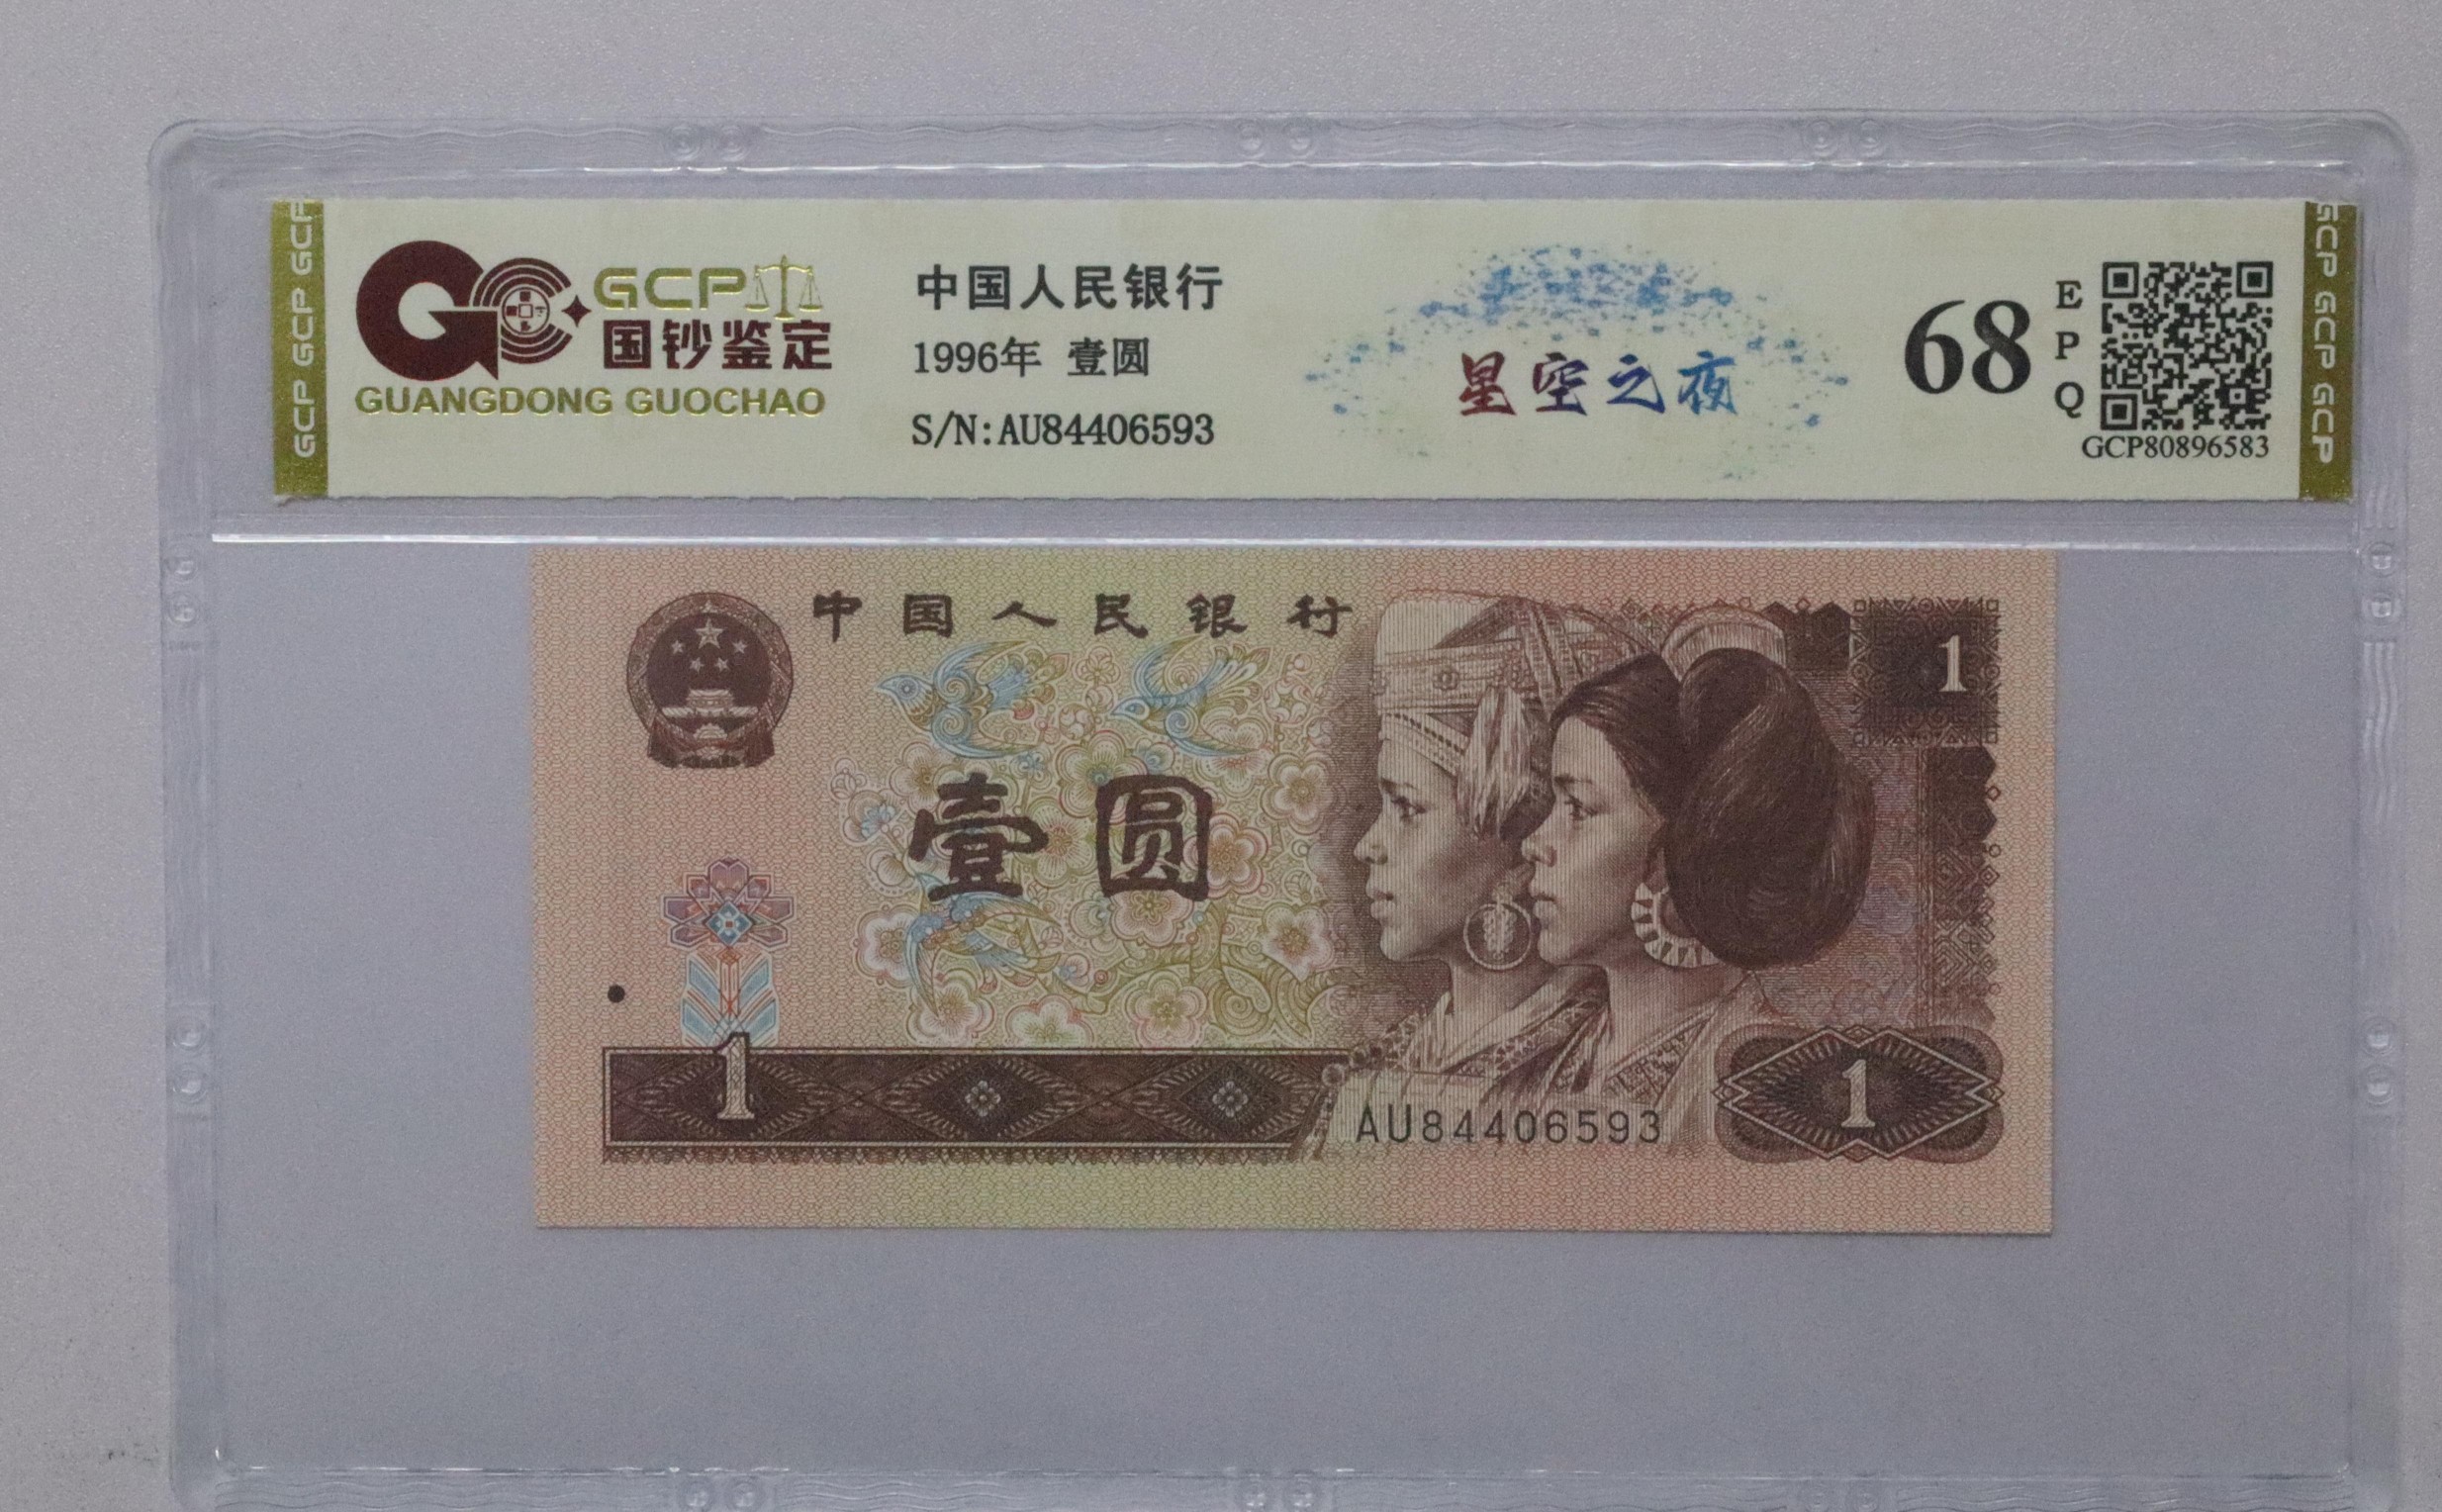 GCP GCP GCP
GCP
国钞鉴定
GUANGDONG GUOCHAO
中国人民银行
1996年 壹圆
S/N:AU84406593
星空之夜
68
E
P
Q
GCP80896583
GCP GCP GCP
中国人民银行
1
壹圆
1
AU84406593
1